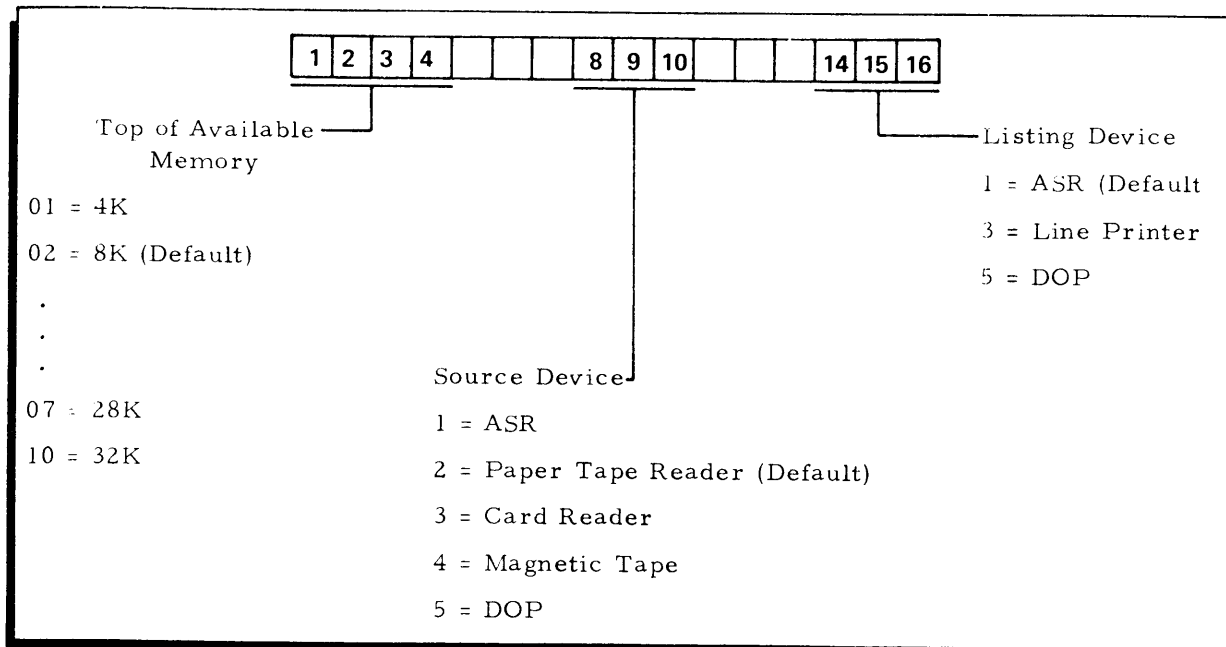 1 2 3 4 8 9 10 14 15 16
Top of Available
Memory
01 = 4K
02 = 8K (Default)
.
.
.
07 = 28K
10 = 32K
Source Device
1 = ASR
2 = Paper Tape Reader (Default)
3 = Card Reader
4 = Magnetic Tape
5 = DOP
Listing Device
1 = ASR (Default
3 = Line Printer
5 = DOP